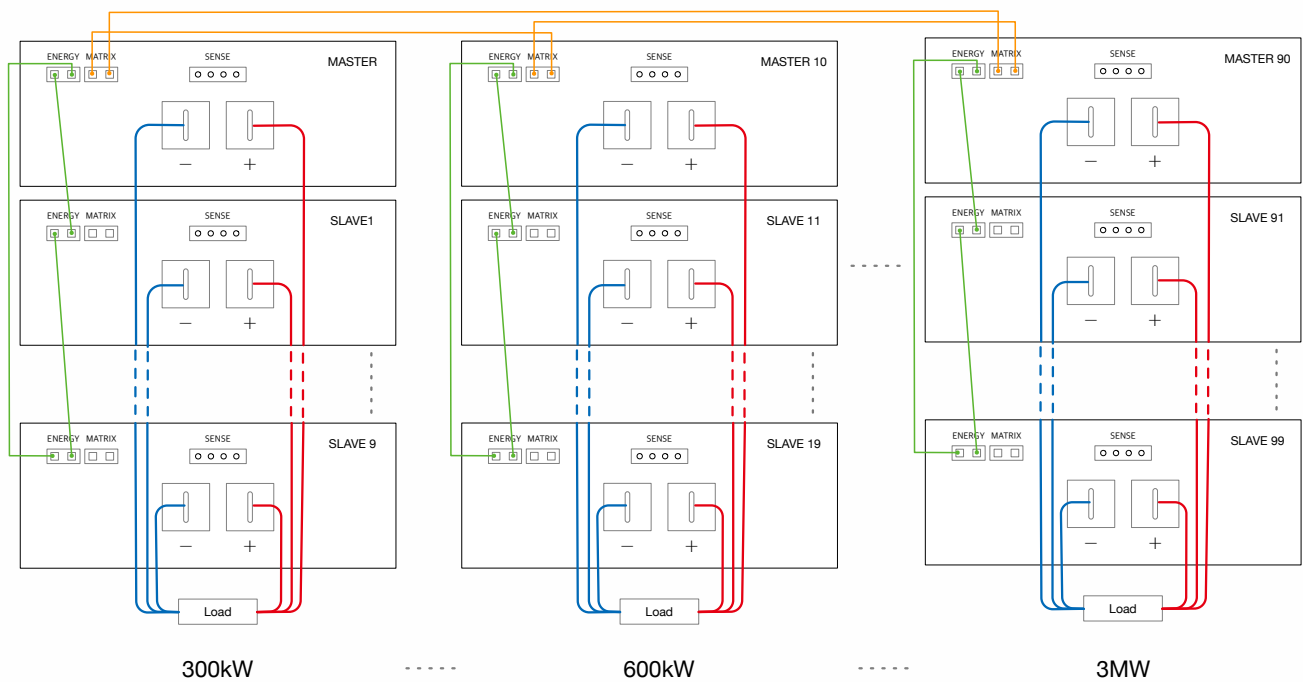 ENERGY MATRIX SENSE MASTER
− +
ENERGY MATRIX SENSE SLAVE1
− +
ENERGY MATRIX SENSE SLAVE 9
− +
Load
300kW
ENERGY MATRIX SENSE MASTER 10
− +
ENERGY MATRIX SENSE SLAVE 11
− +
ENERGY MATRIX SENSE SLAVE 19
− +
Load
600kW
ENERGY MATRIX SENSE MASTER 90
− +
ENERGY MATRIX SENSE SLAVE 91
− +
ENERGY MATRIX SENSE SLAVE 99
− +
Load
3MW